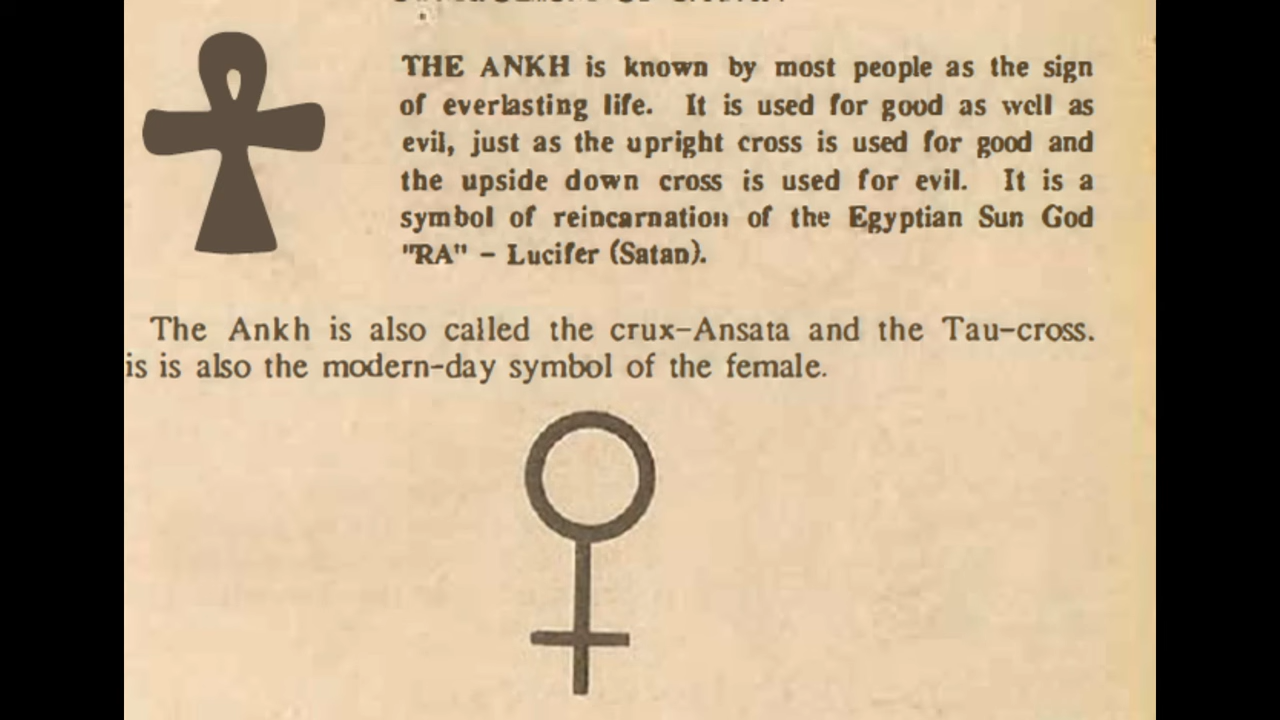 THE ANKH is known by most people as the sign
of everlasting life. It is used for good as well as
evil, just as the upright cross is used for good and
the upside down cross is used for evil. It is a
symbol of reincarnation of the Egyptian Sun God
"RA" - Lucifer (Satan).
The Ankh is also called the crux-Ansata and the Tau-cross.
is is also the modern-day symbol of the female.